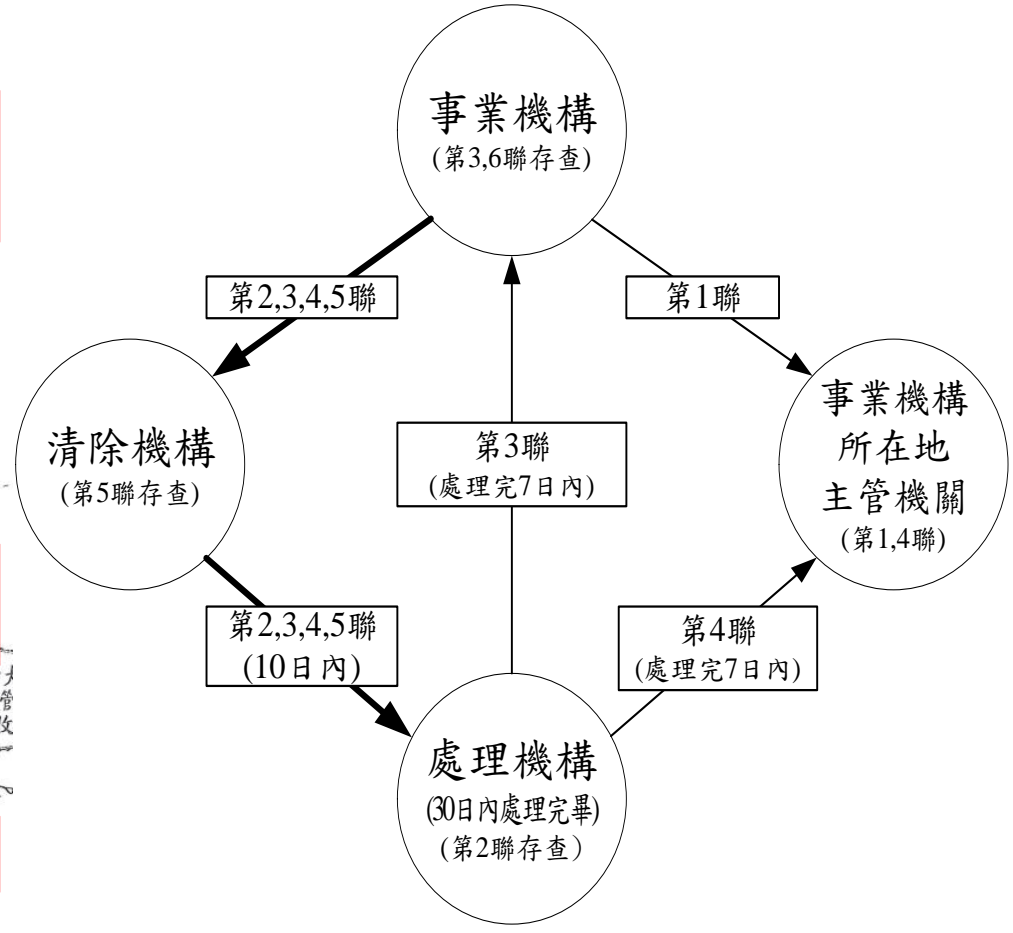 事業機構
(第3,6聯存查)
第2,3,4,5聯
第1聯
清除機構
(第5聯存查)
第3聯
(處理完7日內)
事業機構
所在地
主管機關
(第1,4聯)
第2,3,4,5聯
(10日內)
第4聯
(處理完7日內)
處理機構
(30日內處理完畢)
(第2聯存查)
管
收